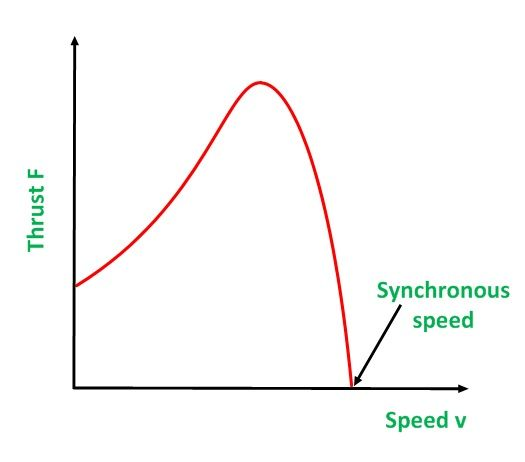 Thrust F
Synchronous
speed
Speed v